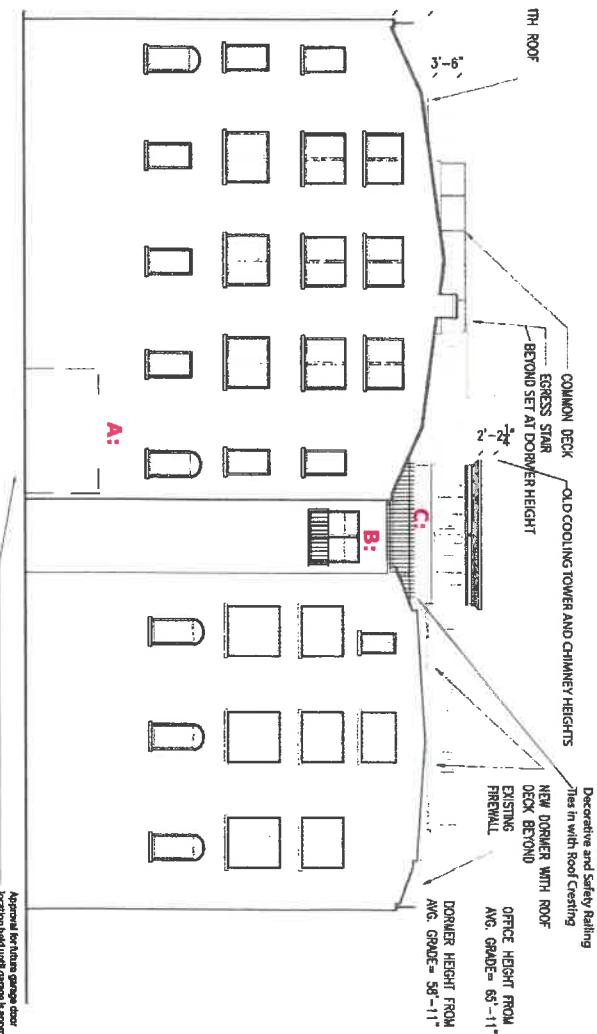 ITH ROOF
3'-6"
COMMON DECK
EGRESS STAIR
BEYOND SET AT DORMER HEIGHT
2'-2¼"
OLD COOLING TOWER AND CHIMNEY HEIGHTS
Decorative and Safety Railing
Ties in with Roof Cresting
NEW DORMER WITH ROOF
DECK BEYOND
EXISTING
FIREWALL
OFFICE HEIGHT FROM
AVG. GRADE= 65'-11"
DORMER HEIGHT FROM
AVG. GRADE= 58'-11"
A:
B:
C:
Approval for future garage door